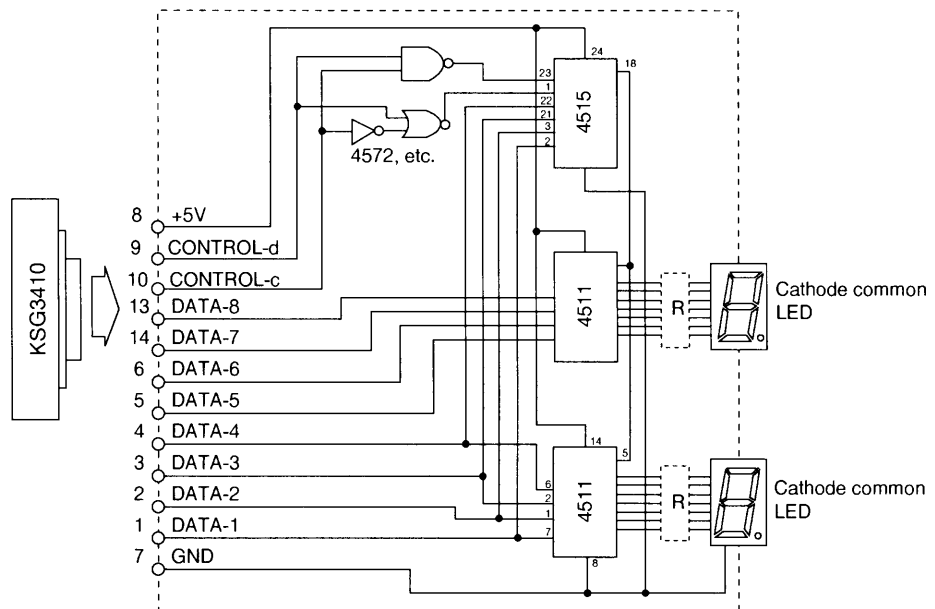 24
18
23
1
22
21
3
2
4515
4572, etc.
KSG3410
8 +5V
9 CONTROL-d
10 CONTROL-c
13 DATA-8
14 DATA-7
6 DATA-6
5 DATA-5
4 DATA-4
3 DATA-3
2 DATA-2
1 DATA-1
7 GND
4511
R
Cathode common
LED
14
5
6
2
1
7
4511
8
R
Cathode common
LED